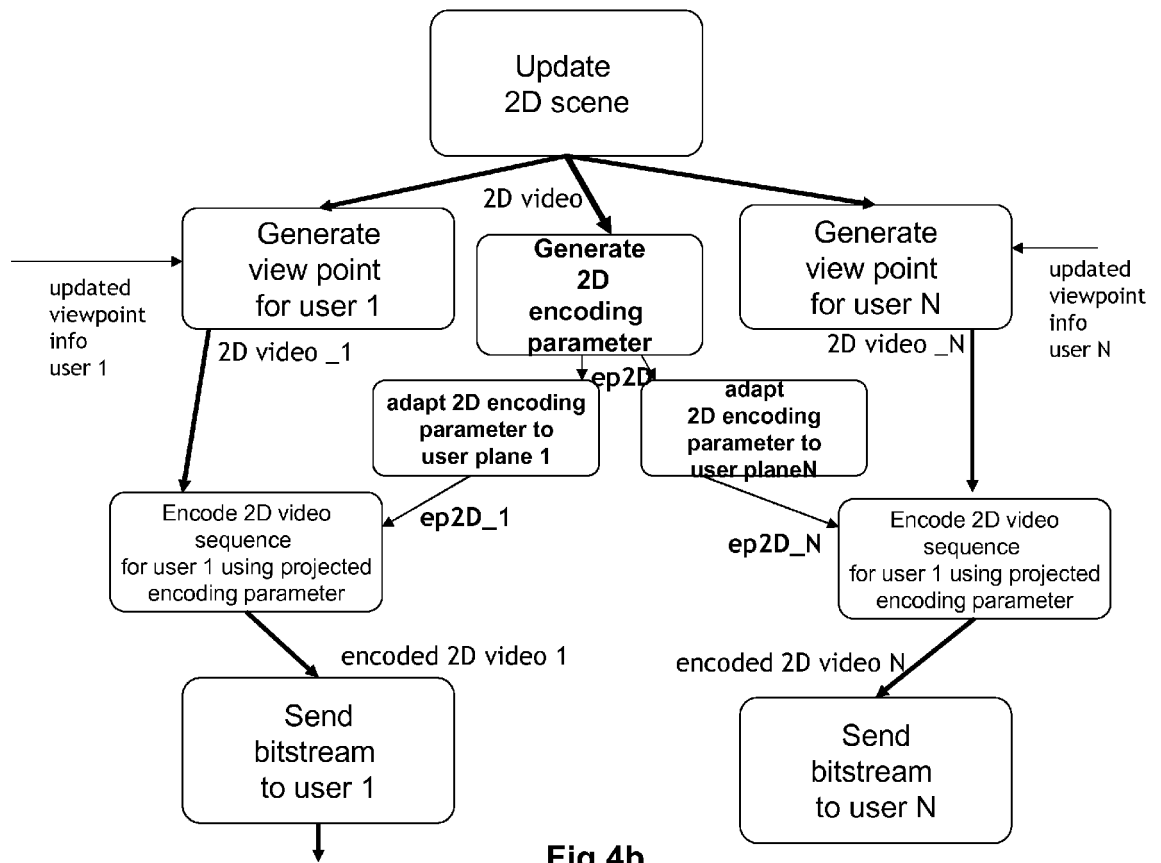 Update
2D scene
2D video
Generate
view point
for user 1
Generate
2D
encoding
parameter
Generate
view point
for user N
updated
viewpoint
info
user 1
updated
viewpoint
info
user N
2D video _1
2D video _N
ep2D
adapt 2D encoding
parameter to
user plane 1
adapt
2D encoding
parameter to
user planeN
ep2D_1
ep2D_N
Encode 2D video
sequence
for user 1 using projected
encoding parameter
Encode 2D video
sequence
for user 1 using projected
encoding parameter
encoded 2D video 1
encoded 2D video N
Send
bitstream
to user 1
Send
bitstream
to user N
Fig 4b